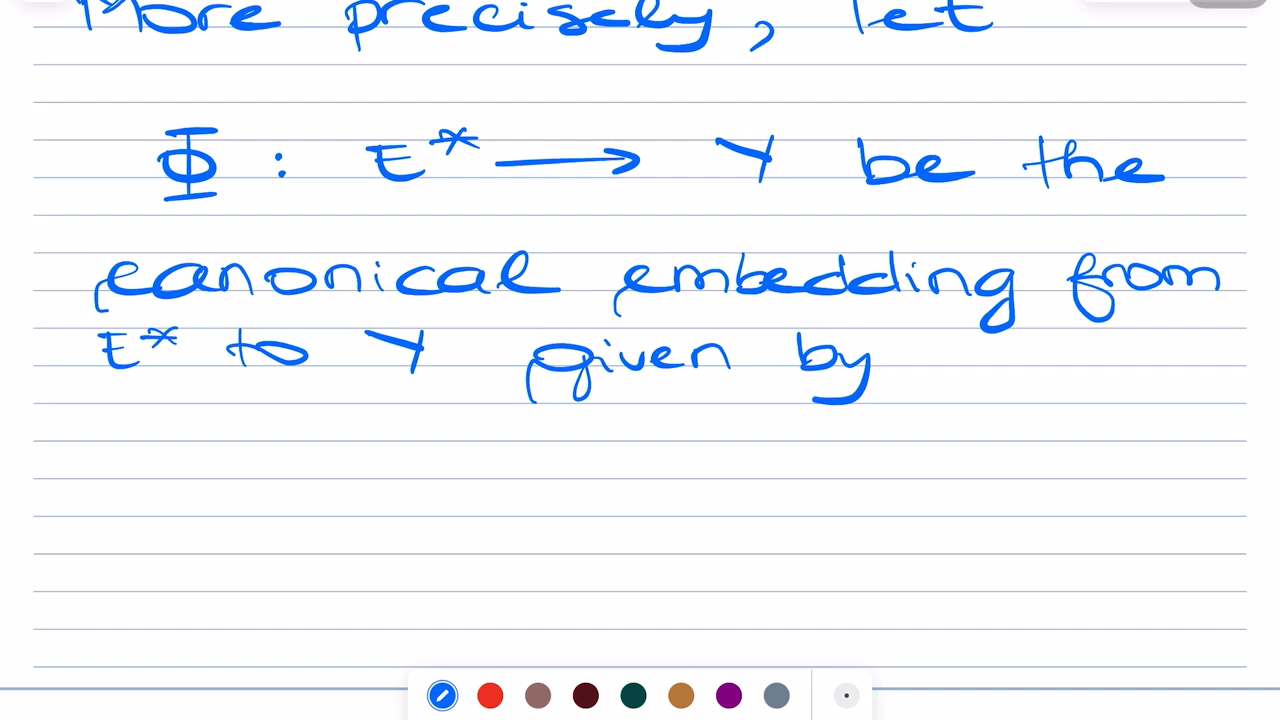 More precisely, let
Φ : E* ⟶ Y be the
canonical embedding from
E* to Y given by